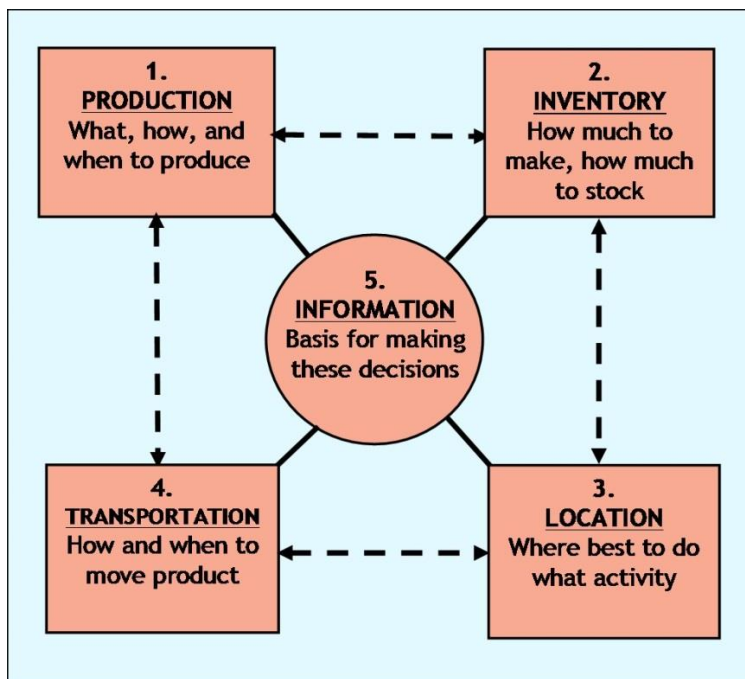 1.
PRODUCTION
What, how, and
when to produce
2.
INVENTORY
How much to
make, how much
to stock
5.
INFORMATION
Basis for making
these decisions
4.
TRANSPORTATION
How and when to
move product
3.
LOCATION
Where best to do
what activity